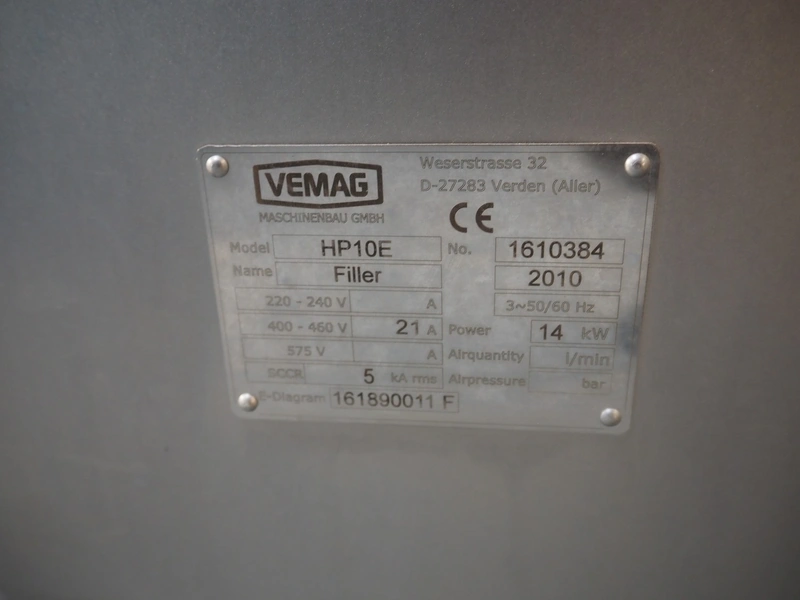 VEMAG
MASCHINENBAU GMBH
Weserstrasse 32
D-27283 Verden (Aller)
CE
Model HP10E No. 1610384
Name Filler 2010
220 - 240 V A 3~50/60 Hz
400 - 460 V 21 A Power 14 kW
575 V A Airquantity l/min
SCCR 5 kA rms Airpressure bar
E-Diagram 161890011 F